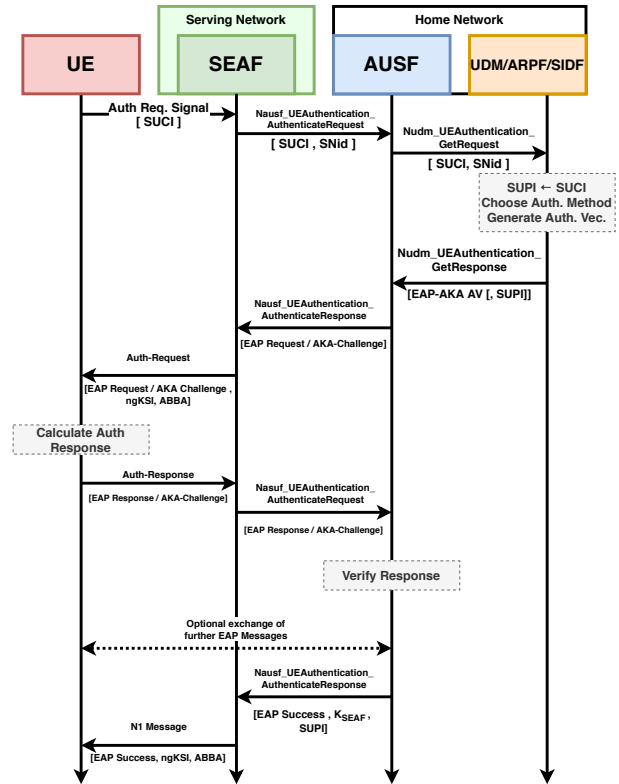 Serving Network
Home Network
UE
SEAF
AUSF
UDM/ARPF/SIDF
Auth Req. Signal
[ SUCI ]
Nausf_UEAuthentication_
AuthenticateRequest
[ SUCI , SNid ]
Nudm_UEAuthentication_
GetRequest
[ SUCI, SNid ]
SUPI ← SUCI
Choose Auth. Method
Generate Auth. Vec.
Nudm_UEAuthentication_
GetResponse
[EAP-AKA AV [, SUPI]]
Nausf_UEAuthentication_
AuthenticateResponse
[EAP Request / AKA-Challenge]
Auth-Request
[EAP Request / AKA Challenge ,
ngKSI, ABBA]
Calculate Auth
Response
Auth-Response
[EAP Response / AKA-Challenge]
Nausf_UEAuthentication_
AuthenticateRequest
[EAP Response / AKA-Challenge]
Verify Response
Optional exchange of
further EAP Messages
Nausf_UEAuthentication_
AuthenticateResponse
[EAP Success , KSEAF ,
SUPI]
N1 Message
[EAP Success, ngKSI, ABBA]